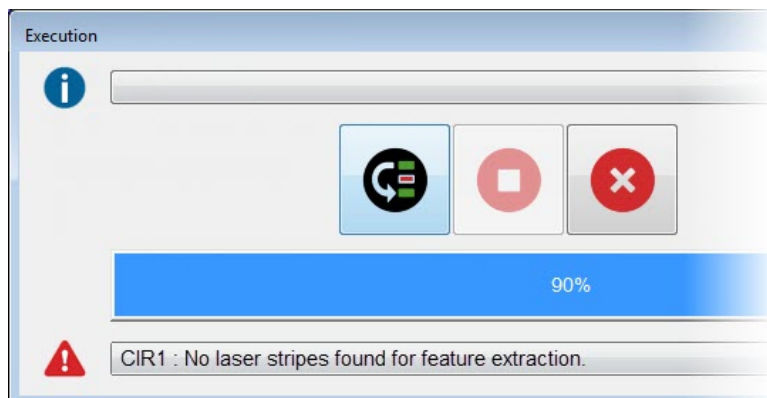 Execution
90%
CIR1 : No laser stripes found for feature extraction.